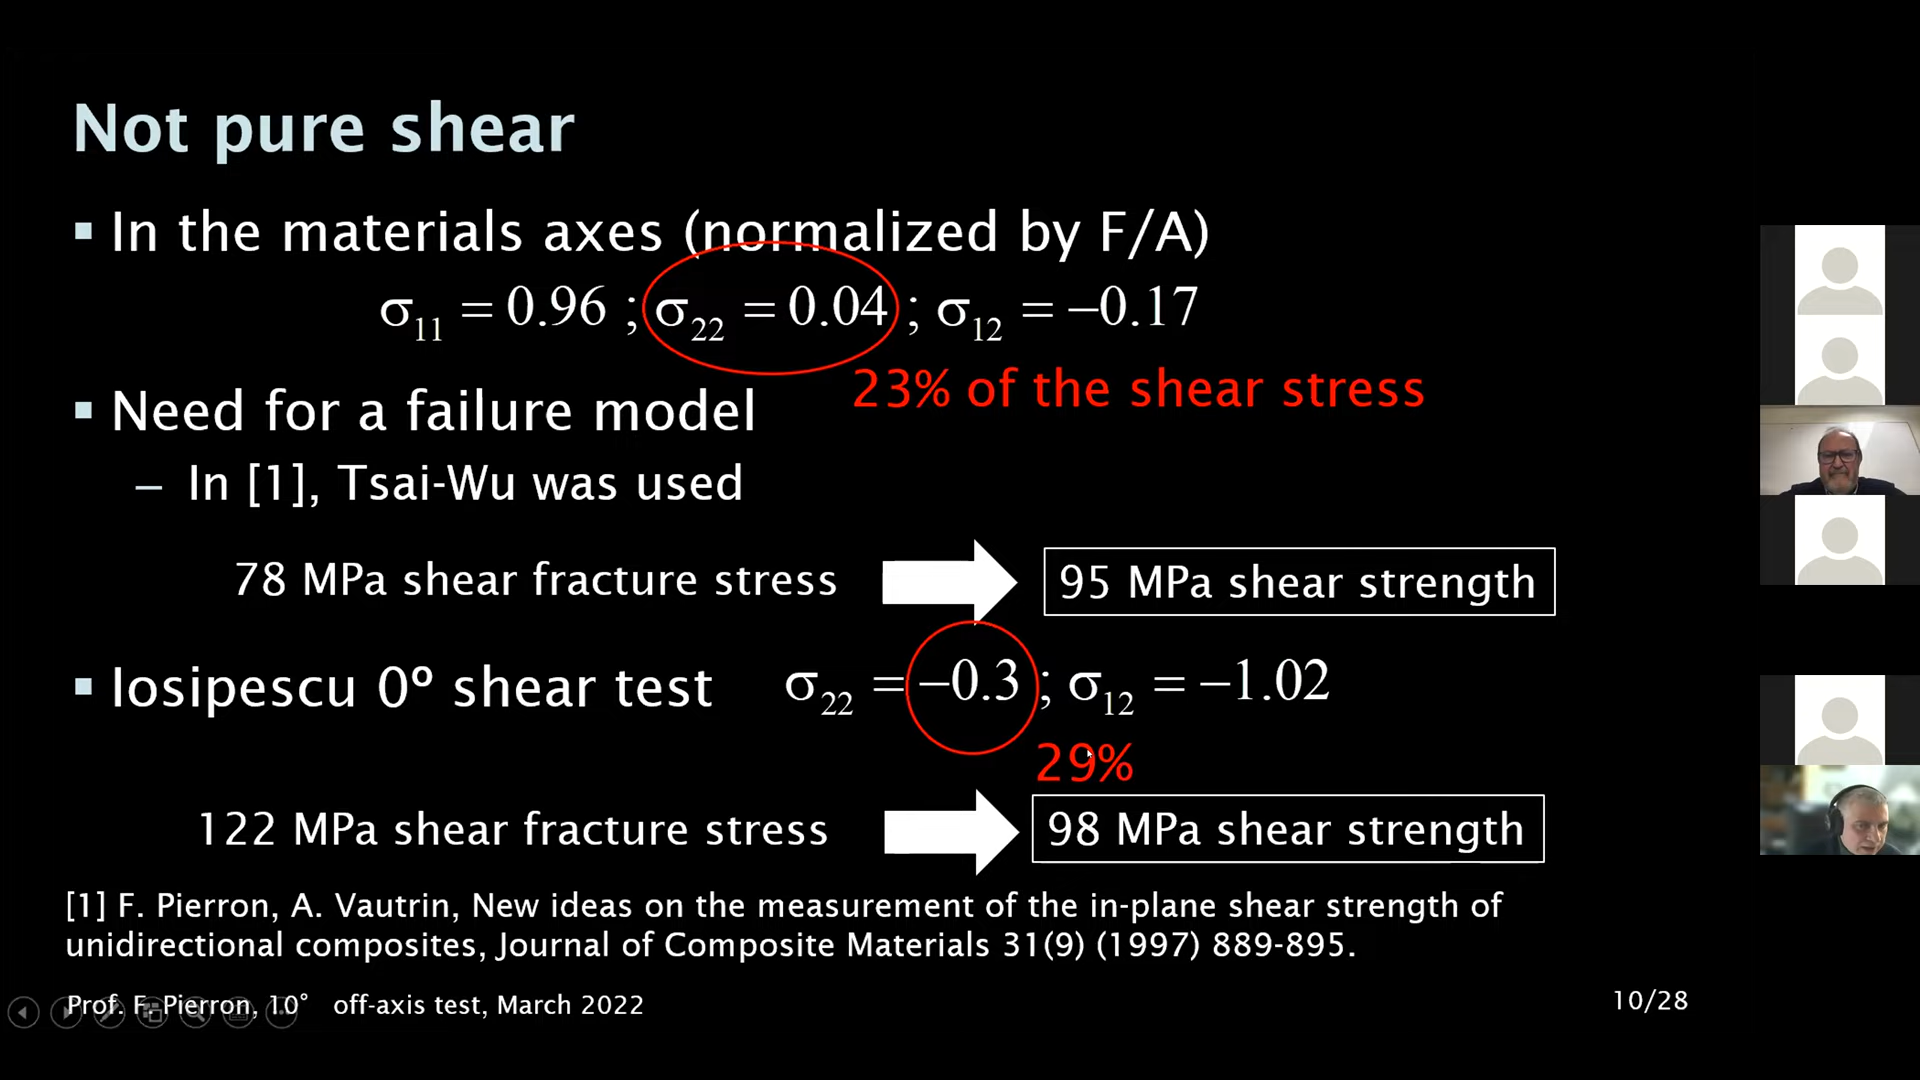 Not pure shear
▪ In the materials axes (normalized by F/A)
σ₁₁ = 0.96 ; σ₂₂ = 0.04 ; σ₁₂ = −0.17
23% of the shear stress
▪ Need for a failure model
– In [1], Tsai-Wu was used
78 MPa shear fracture stress
95 MPa shear strength
▪ Iosipescu 0º shear test σ₂₂ = −0.3 ; σ₁₂ = −1.02
29%
122 MPa shear fracture stress
98 MPa shear strength
[1] F. Pierron, A. Vautrin, New ideas on the measurement of the in-plane shear strength of
unidirectional composites, Journal of Composite Materials 31(9) (1997) 889-895.
Prof. F. Pierron, 10° off-axis test, March 2022
10/28